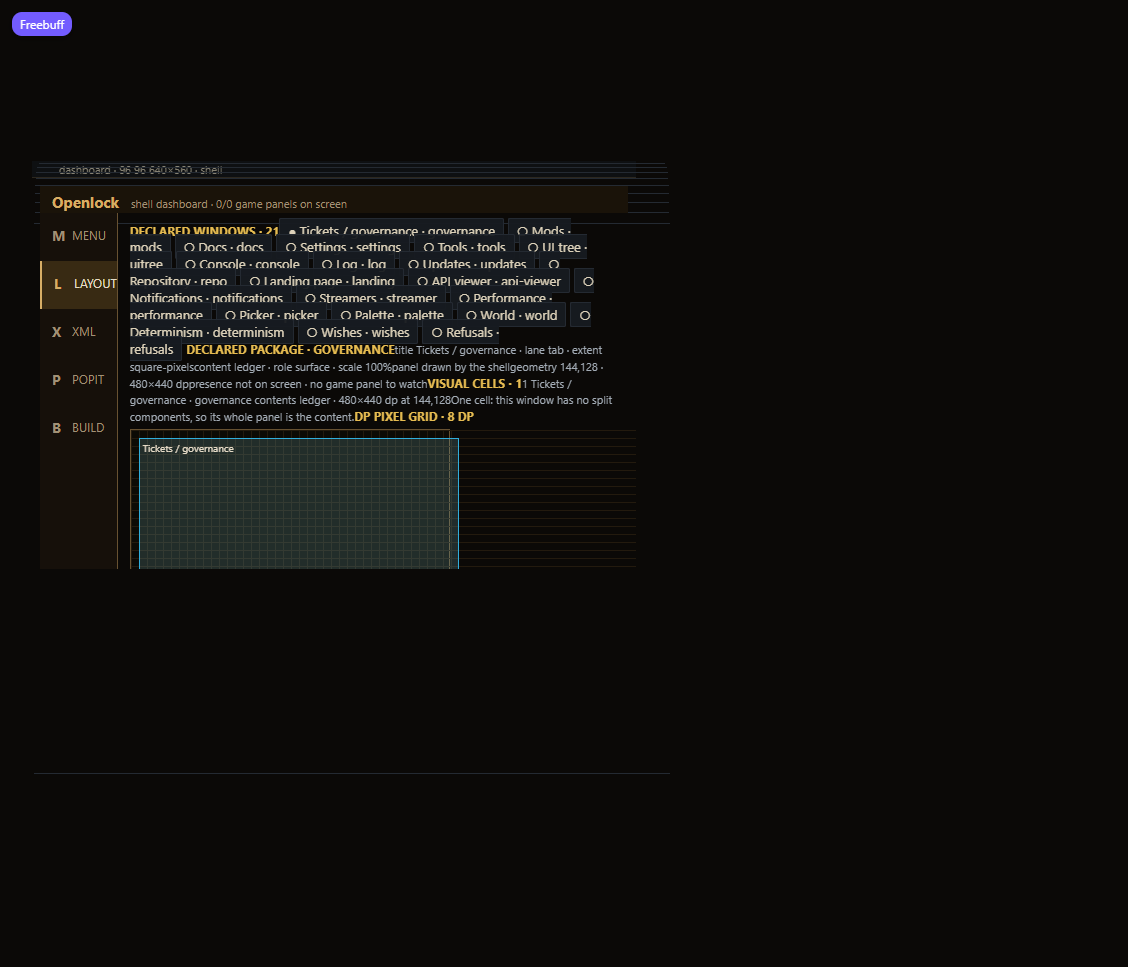 Freebuff
dashboard · 96 96 640×560 · shell
Openlock shell dashboard · 0/0 game panels on screen
M MENU
L LAYOUT
X XML
P POPIT
B BUILD
DECLARED WINDOWS · 21 ● Tickets / governance · governance ○ Mods ·
mods ○ Docs · docs ○ Settings · settings ○ Tools · tools ○ UI tree ·
uitree ○ Console · console ○ Log · log ○ Updates · updates ○
Repository · repo ○ Landing page · landing ○ API viewer · api-viewer ○
Notifications · notifications ○ Streamers · streamer ○ Performance ·
performance ○ Picker · picker ○ Palette · palette ○ World · world ○
Determinism · determinism ○ Wishes · wishes ○ Refusals ·
refusals DECLARED PACKAGE · GOVERNANCEtitle Tickets / governance · lane tab · extent
square-pixelscontent ledger · role surface · scale 100%panel drawn by the shellgeometry 144,128 ·
480×440 dppresence not on screen · no game panel to watchVISUAL CELLS · 11 Tickets /
governance · governance contents ledger · 480×440 dp at 144,128One cell: this window has no split
components, so its whole panel is the content.DP PIXEL GRID · 8 DP
Tickets / governance